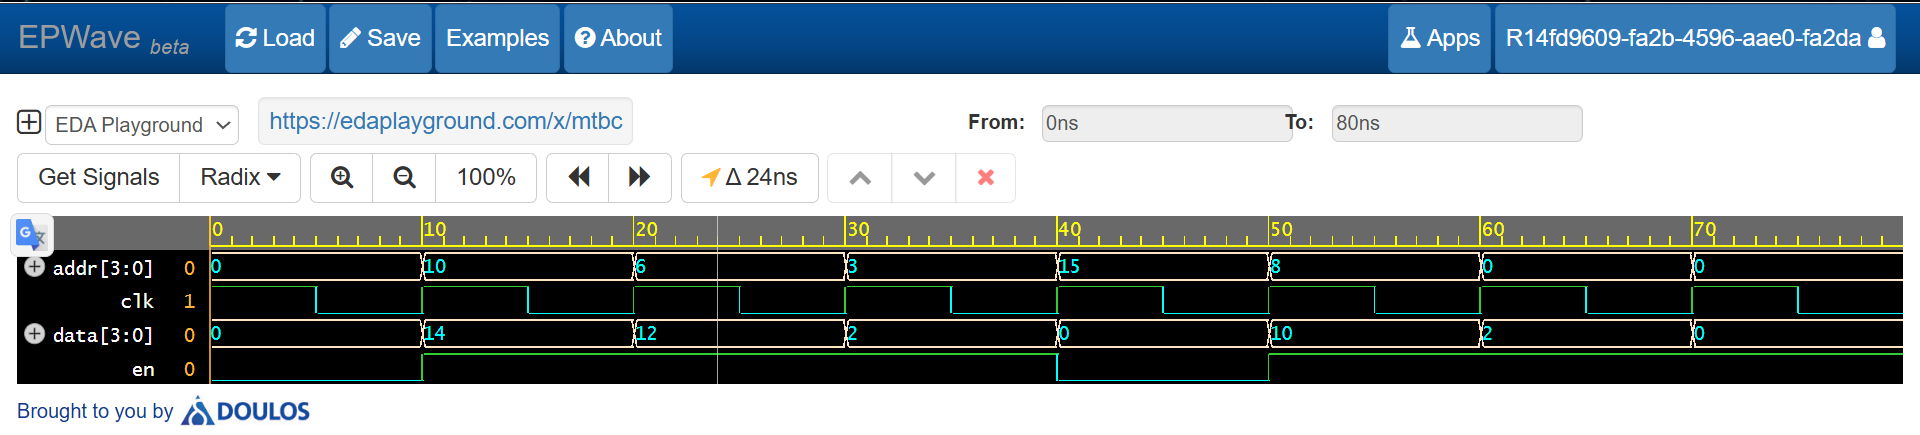 EPWave beta Load Save Examples About Apps R14fd9609-fa2b-4596-aae0-fa2da
EDA Playground https://edaplayground.com/x/mtbc From: 0ns To: 80ns
Get Signals Radix 100% Δ 24ns
G 0 10 20 30 40 50 60 70
addr[3:0] 0 0 10 6 3 15 8 0 0
clk 1
data[3:0] 0 0 14 12 2 0 10 2 0
en 0
Brought to you by DOULOS